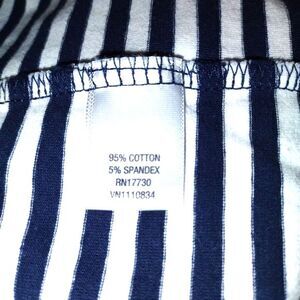 95% COTTON
5% SPANDEX
RN17730
VN1110834